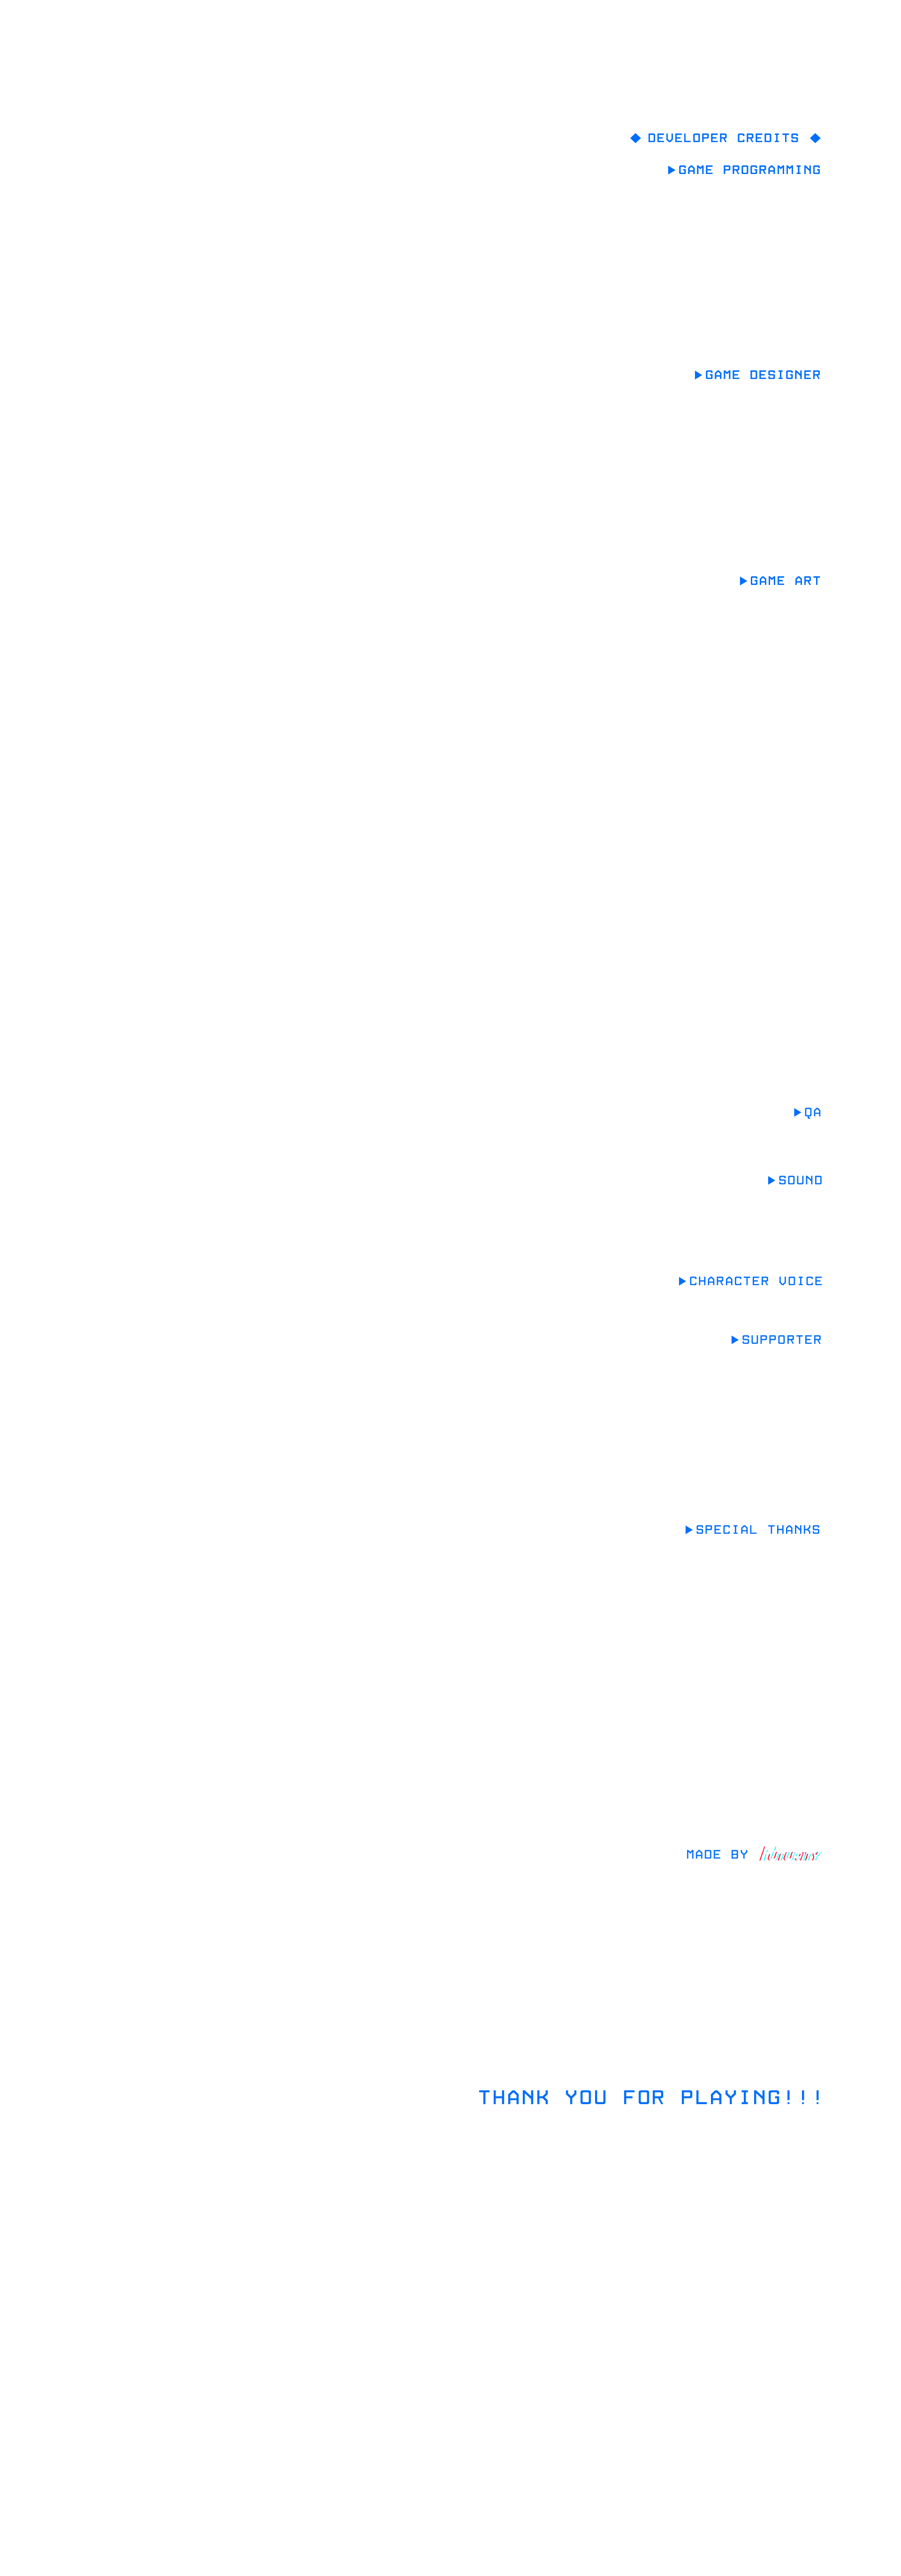 ◆ DEVELOPER CREDITS ◆
▶GAME PROGRAMMING
▶GAME DESIGNER
▶GAME ART
▶QA
▶SOUND
▶CHARACTER VOICE
▶SUPPORTER
▶SPECIAL THANKS
MADE BY
THANK YOU FOR PLAYING!!!